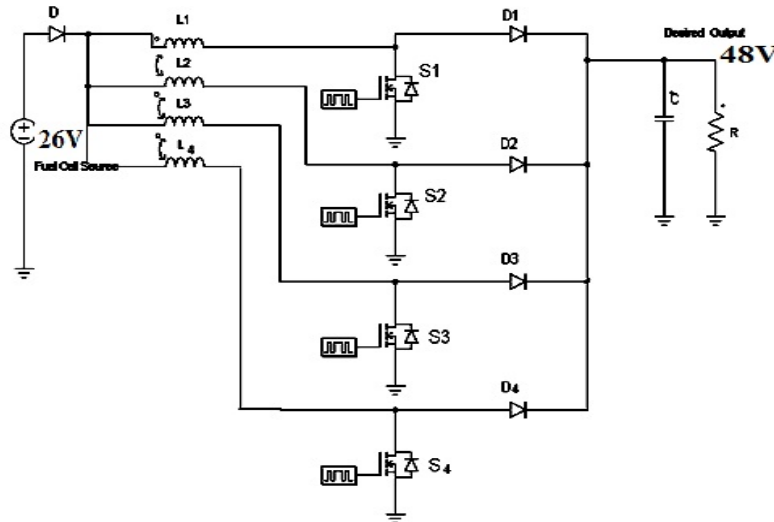 D
L1
D1
Desired Output
48V
L2
S1
L3
C
R
26V
L4
Fuel Cell Source
D2
S2
D3
S3
D4
S4